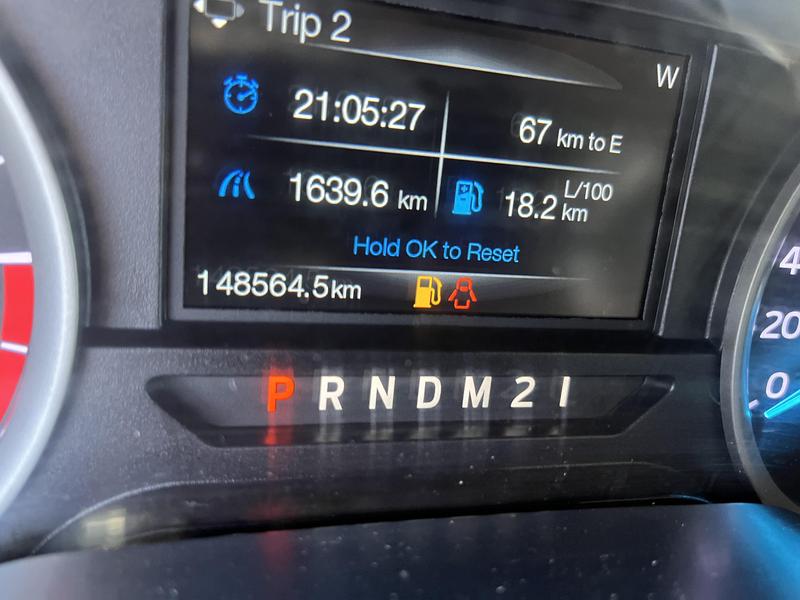 Trip 2
W
21:05:27
67 km to E
1639.6 km
18.2 L/100 km
Hold OK to Reset
148564.5km
P R N D M 2 1
4
20
0